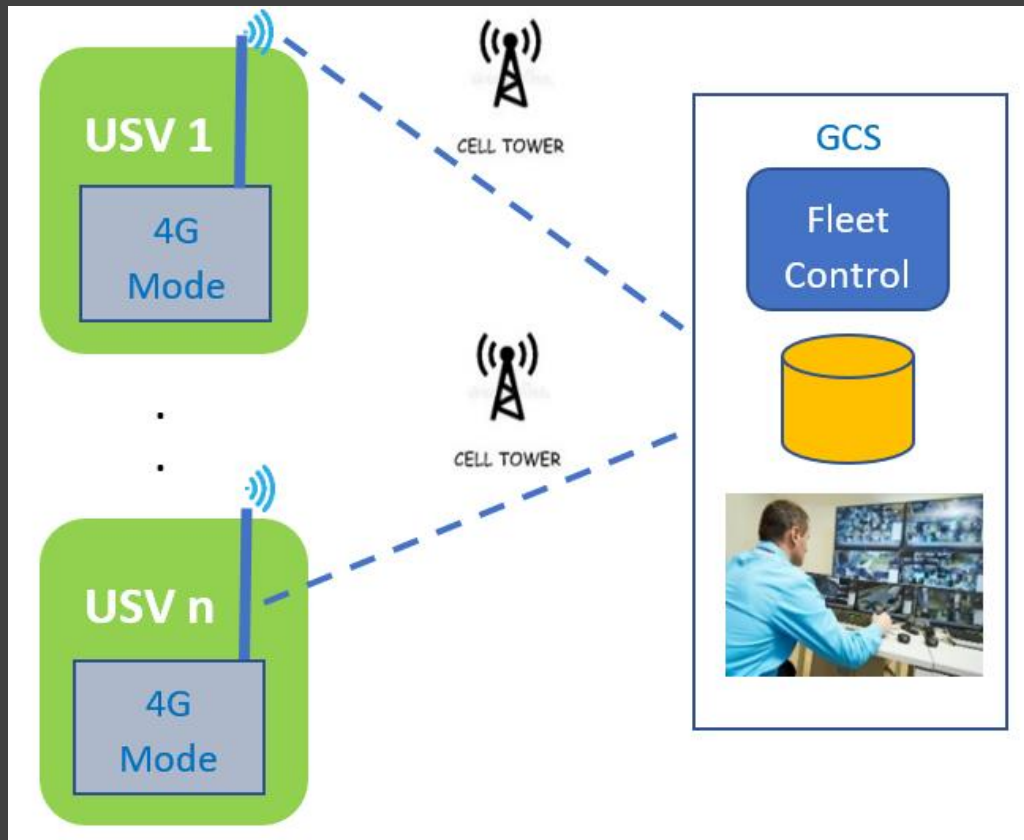 USV 1
4G
Mode
CELL TOWER
GCS
Fleet
Control
.
.
CELL TOWER
USV n
4G
Mode